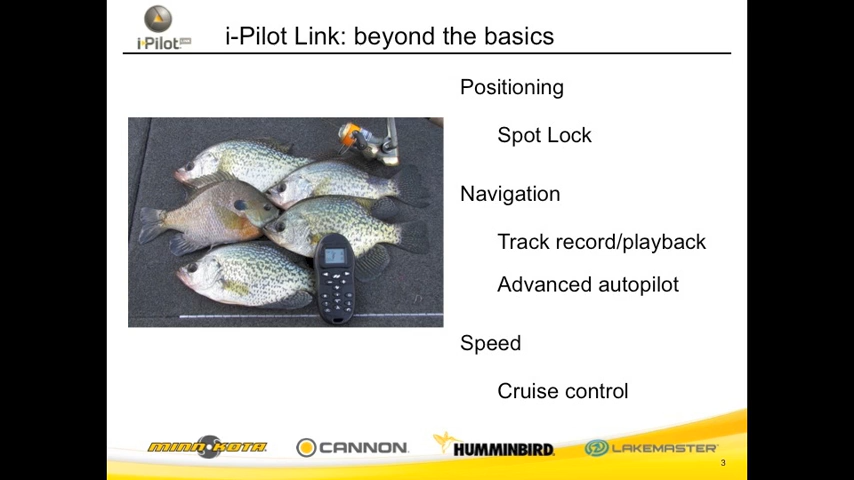 i-Pilot Link: beyond the basics
i-Pilot
Positioning
Spot Lock
Navigation
Track record/playback
Advanced autopilot
Speed
Cruise control
MINN KOTA
CANNON
HUMMINBIRD
LAKEMASTER
3